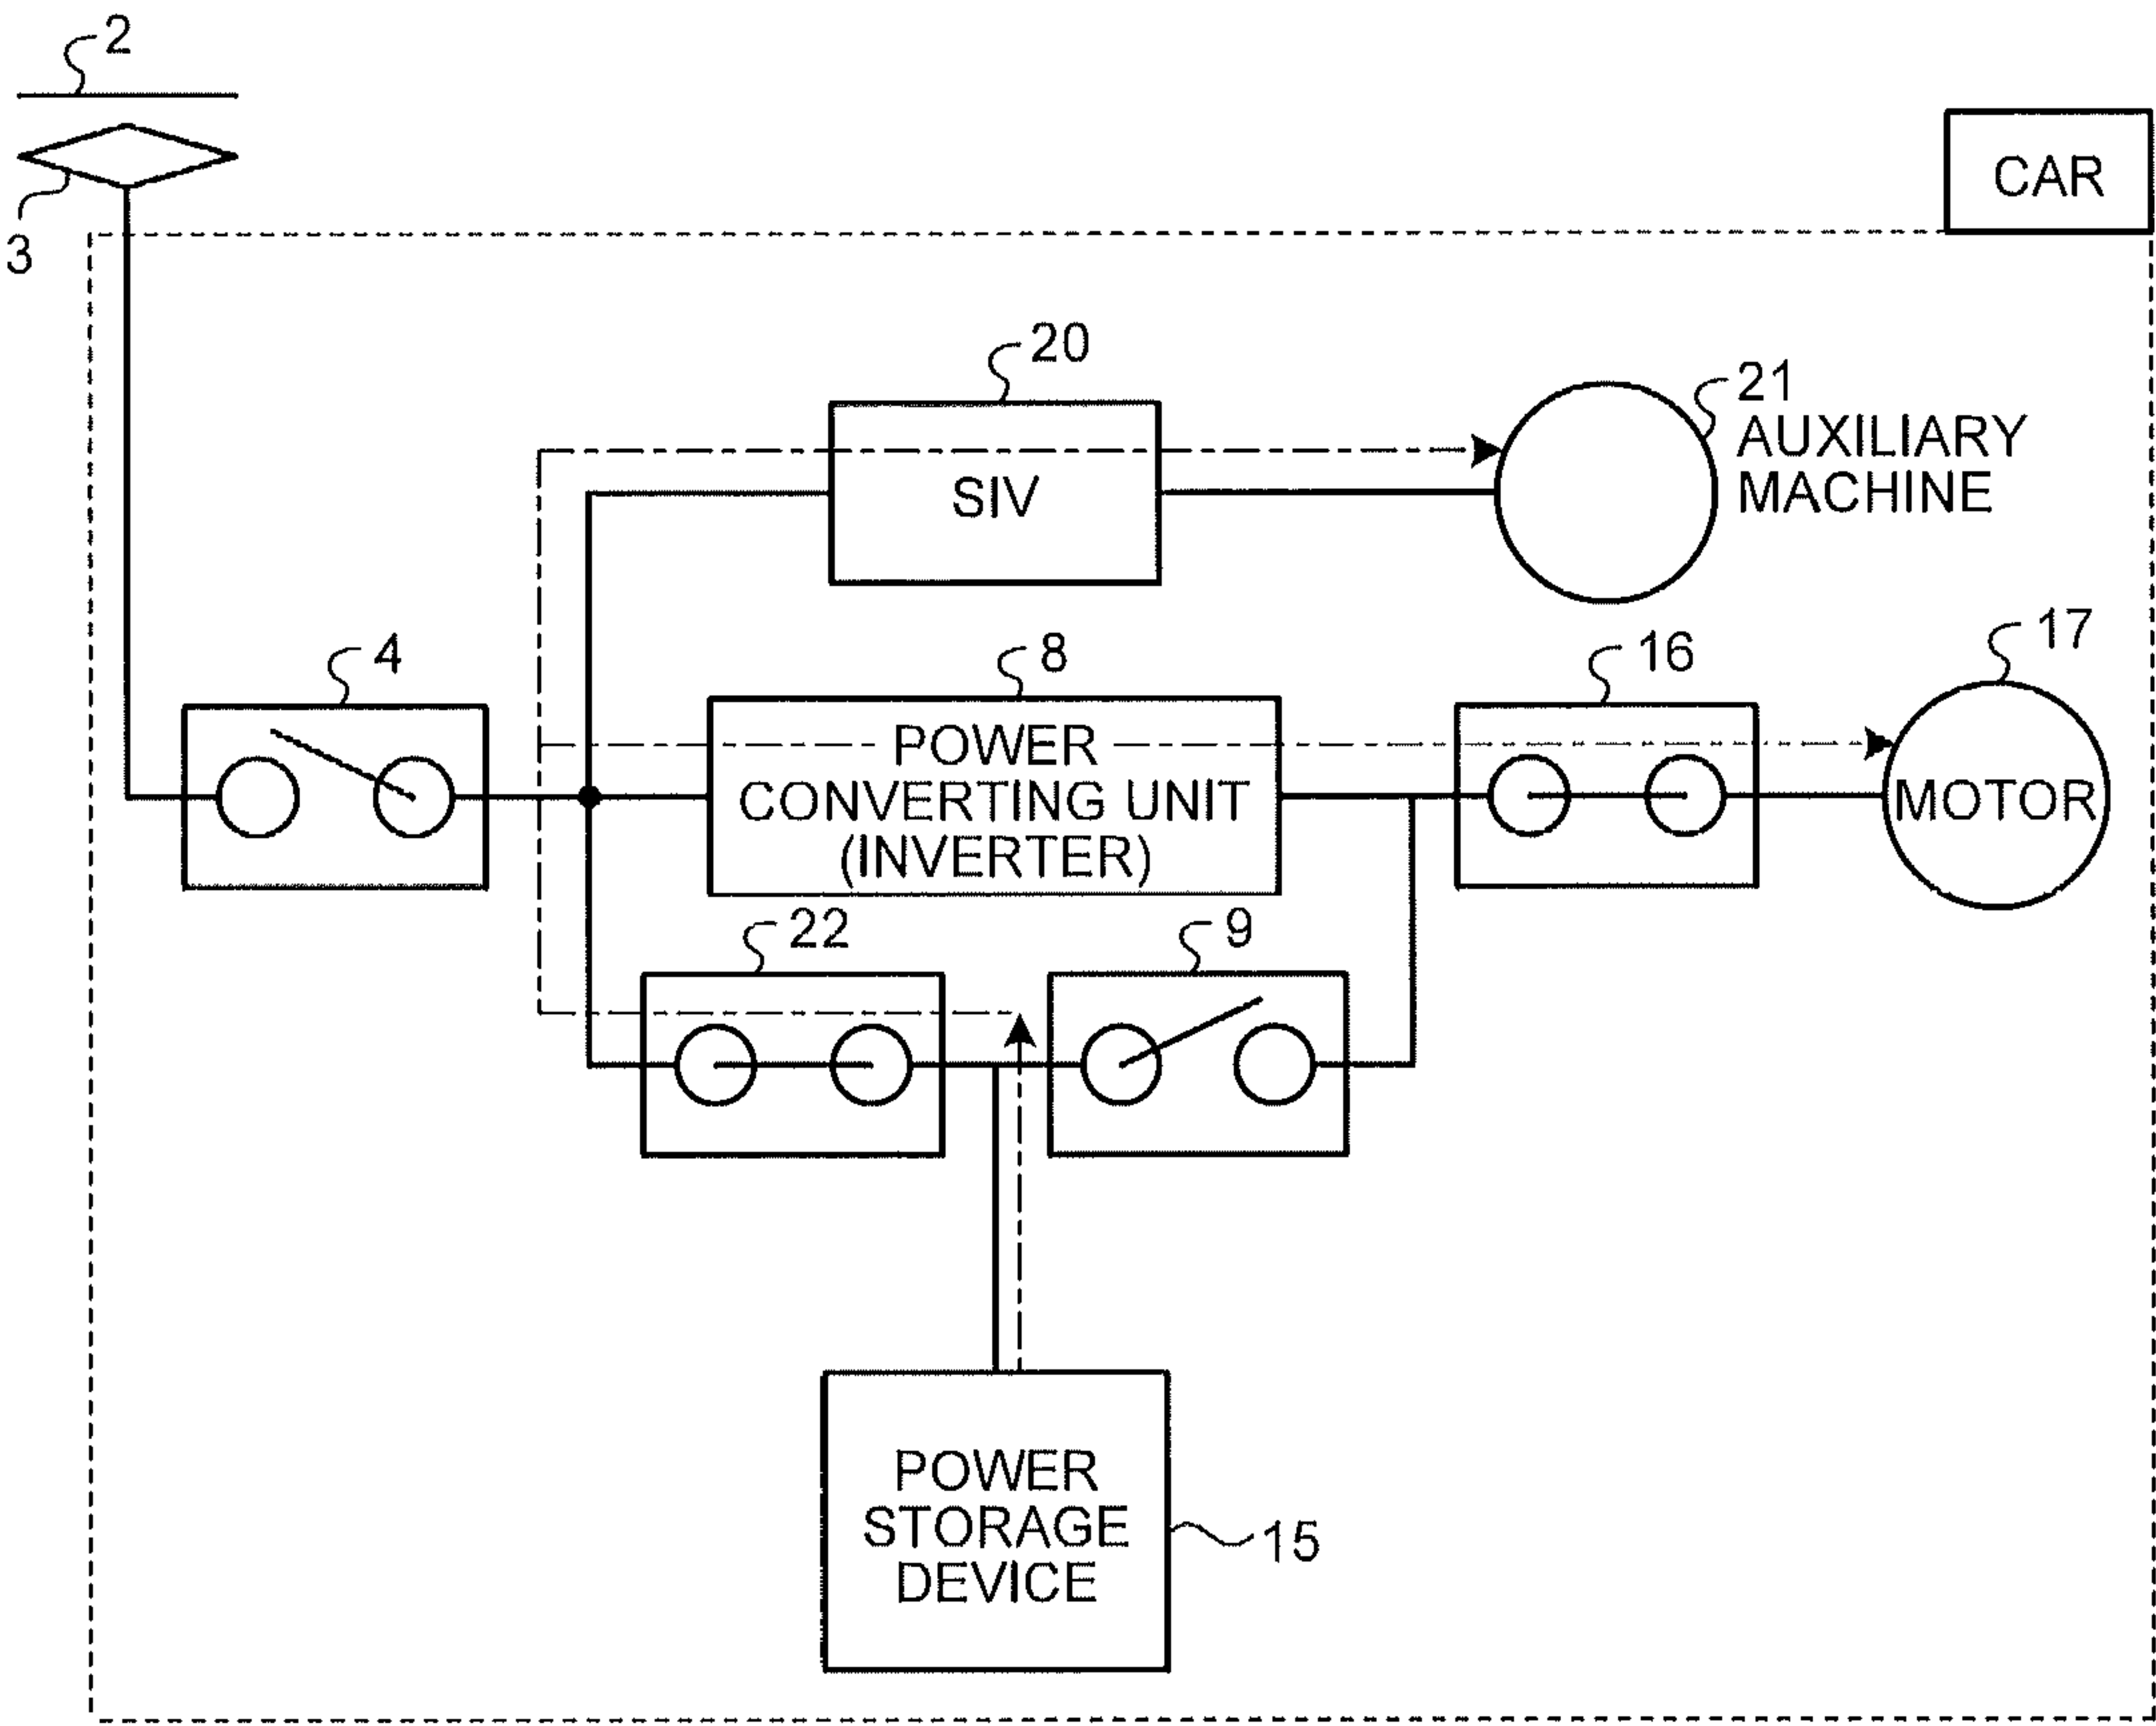 2
3
CAR
20
SIV
21
AUXILIARY
MACHINE
4
8
POWER
CONVERTING UNIT
(INVERTER)
16
17
MOTOR
22
9
POWER
STORAGE
DEVICE
15